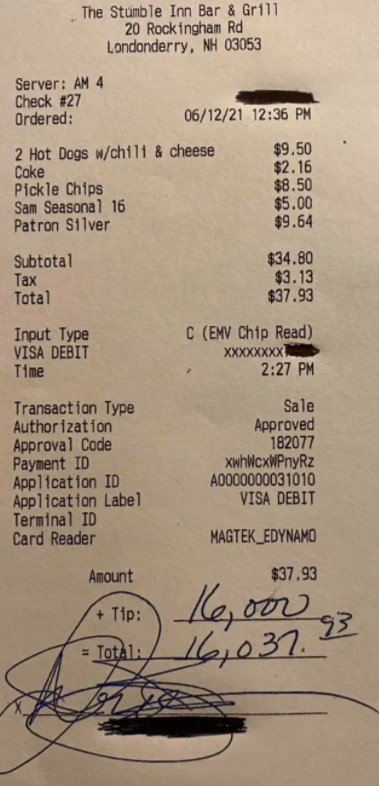 The Stumble Inn Bar & Grill
20 Rockingham Rd
Londonderry, NH 03053
Server: AM 4
Check #27
Ordered: 06/12/21 12:36 PM
2 Hot Dogs w/chili & cheese $9.50
Coke $2.16
Pickle Chips $8.50
Sam Seasonal 16 $5.00
Patron Silver $9.64
Subtotal $34.80
Tax $3.13
Total $37.93
Input Type C (EMV Chip Read)
VISA DEBIT xxxxxxxx
Time 2:27 PM
Transaction Type Sale
Authorization Approved
Approval Code 182077
Payment ID xwhWcxWPnyRz
Application ID A0000000031010
Application Label VISA DEBIT
Terminal ID
Card Reader MAGTEK_EDYNAMO
Amount $37.93
+ Tip: 16,000
= Total: 16,037.93
X